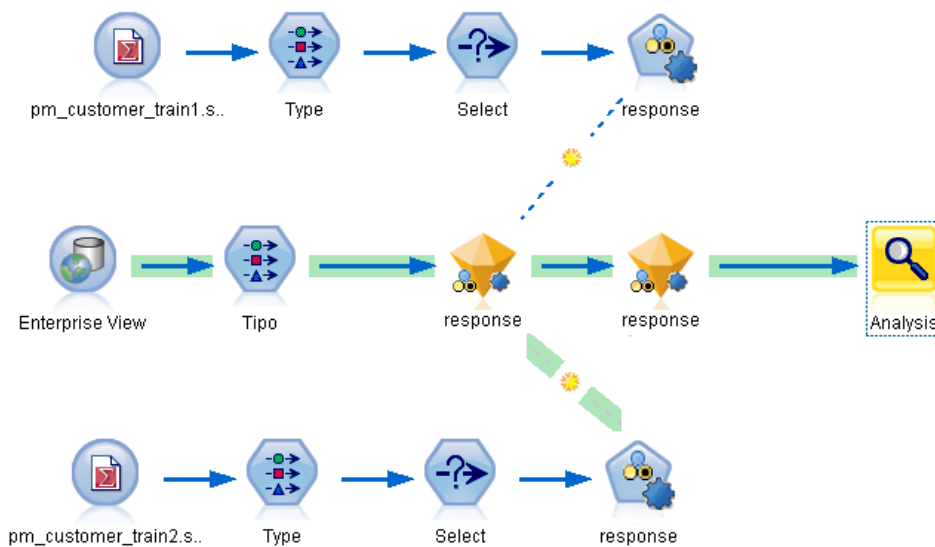 pm_customer_train1.s..
Type
Select
response
Enterprise View
Tipo
response
response
Analysis
pm_customer_train2.s..
Type
Select
response